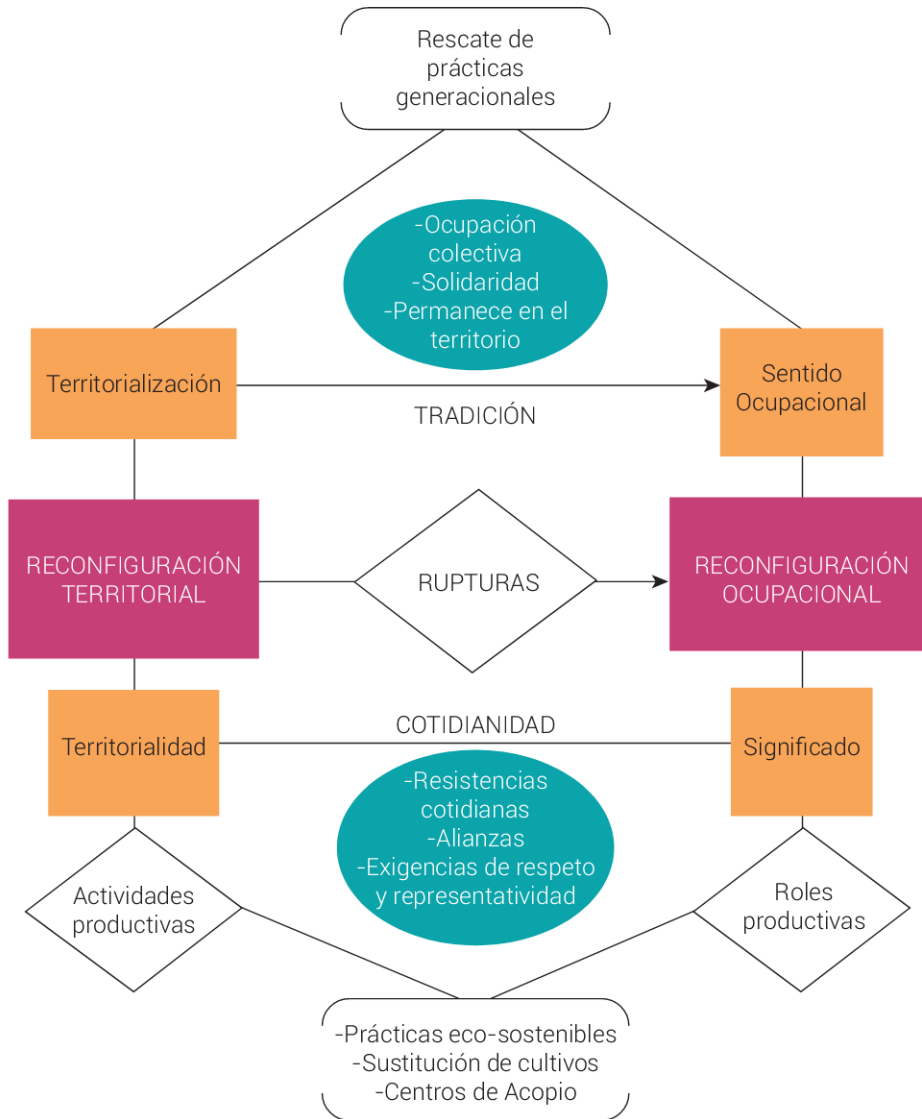 Rescate de
prácticas
generacionales
-Ocupación
colectiva
-Solidaridad
-Permanece en el
territorio
Territorialización
Sentido
Ocupacional
TRADICIÓN
RECONFIGURACIÓN
TERRITORIAL
RUPTURAS
RECONFIGURACIÓN
OCUPACIONAL
COTIDIANIDAD
Territorialidad
Significado
-Resistencias
cotidianas
-Alianzas
-Exigencias de respeto
y representatividad
Actividades
productivas
Roles
productivas
-Prácticas eco-sostenibles
-Sustitución de cultivos
-Centros de Acopio